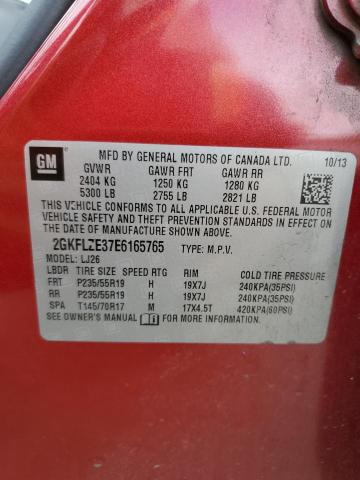 GM
MFD BY GENERAL MOTORS OF CANADA LTD. 10/13
GVWR GAWR FRT GAWR RR
2404 KG 1250 KG 1280 KG
5300 LB 2755 LB 2821 LB
THIS VEHICLE CONFORMS TO ALL APPLICABLE U.S.
FEDERAL MOTOR VEHICLE SAFETY, BUMPER, AND
THEFT PREVENTION STANDARDS IN EFFECT ON
THE DATE OF MANUFACTURE SHOWN ABOVE.
2GKFLZE37E6165765 TYPE: M.P.V.
MODEL: LJ26
LBDR TIRE SIZE SPEED RTG RIM COLD TIRE PRESSURE
FRT P235/55R19 H 19X7J 240KPA(35PSI)
RR P235/55R19 H 19X7J 240KPA(35PSI)
SPA T145/70R17 M 17X4.5T 420KPA(60PSI)
SEE OWNER'S MANUAL FOR MORE INFORMATION.